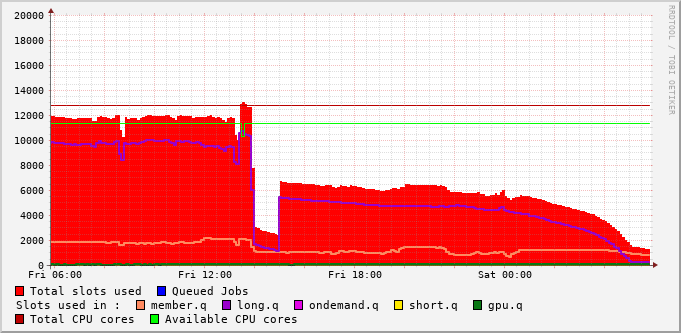 RRDTOOL / TOBI OETIKER
20000
18000
16000
14000
12000
10000
8000
6000
4000
2000
0
Fri 06:00 Fri 12:00 Fri 18:00 Sat 00:00
Total slots used Queued Jobs
Slots used in : member.q long.q ondemand.q short.q gpu.q
Total CPU cores Available CPU cores